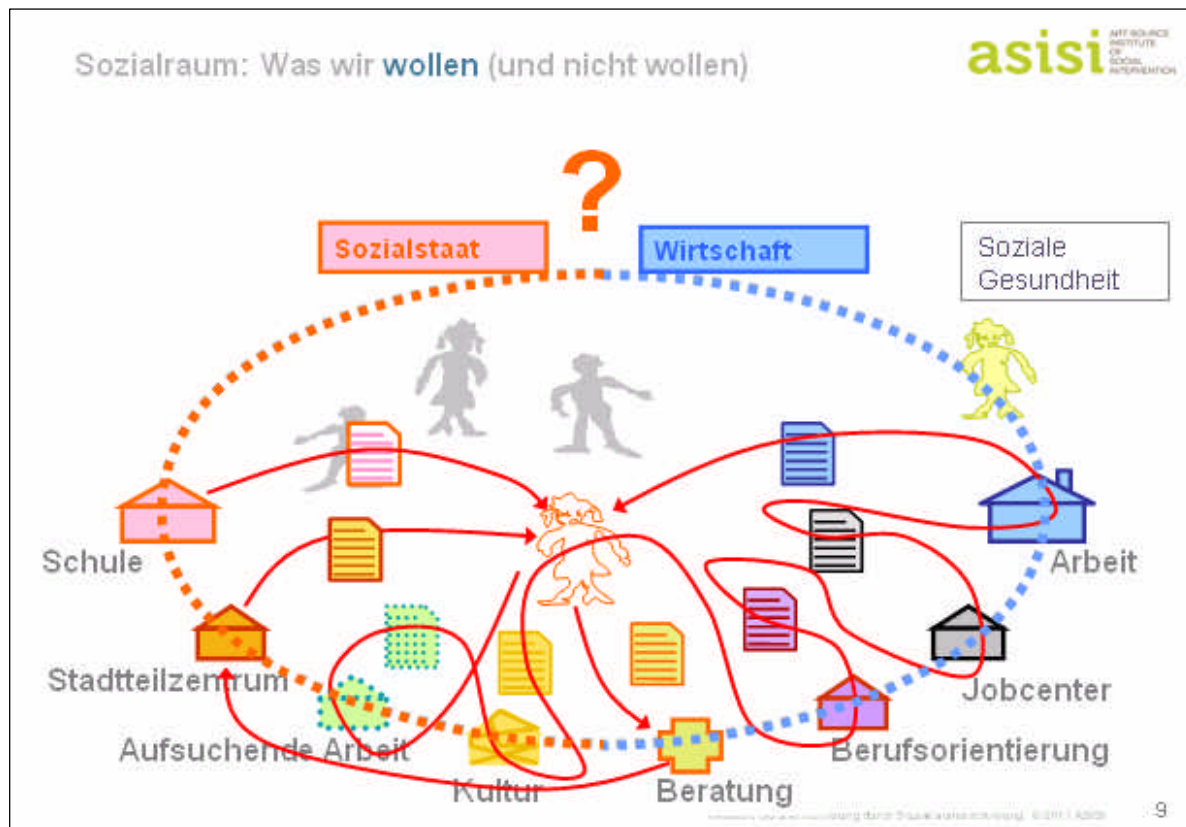 Sozialraum: Was wir wollen (und nicht wollen)
asisi
ART SOURCE
INSTITUTE
OF
SOCIAL
INTERVENTION
?
Sozialstaat
Wirtschaft
Soziale
Gesundheit
Schule
Arbeit
Stadtteilzentrum
Jobcenter
Aufsuchende Arbeit
Berufsorientierung
Kultur
Beratung
durch
9